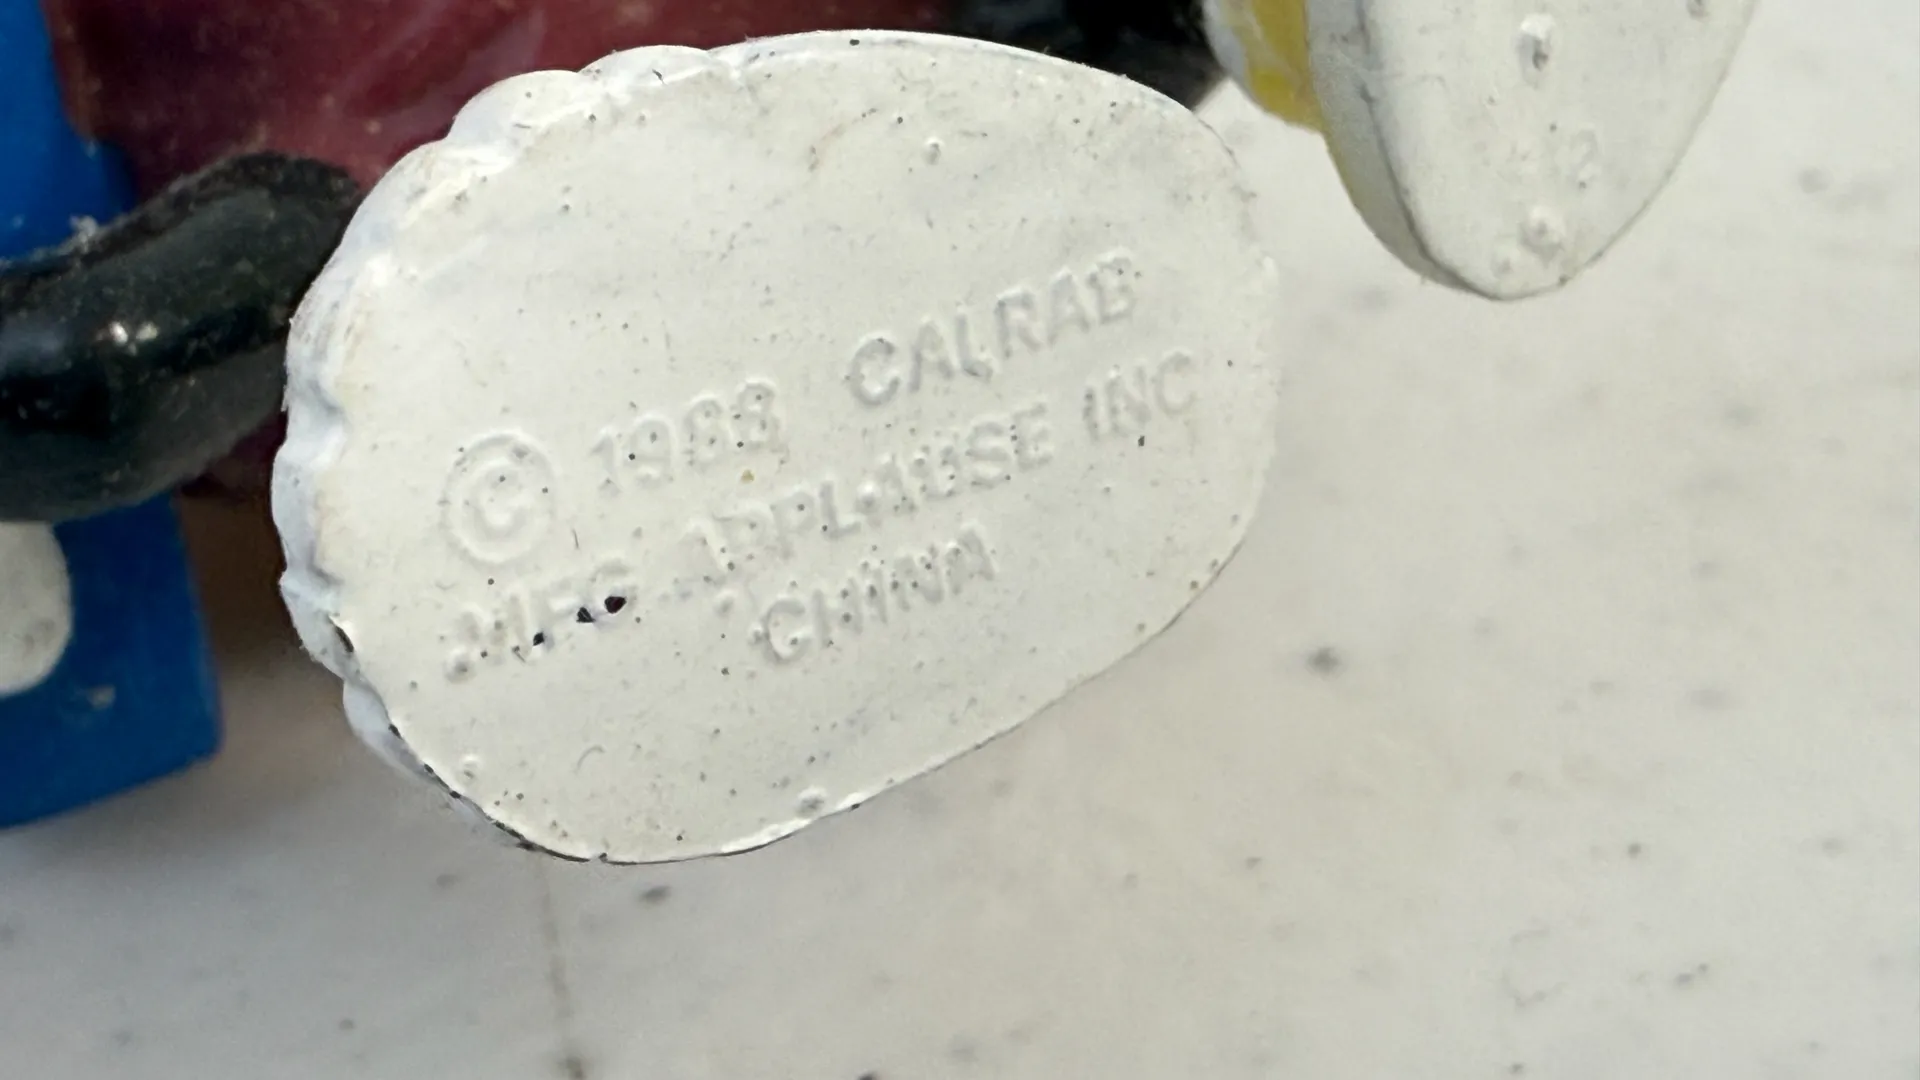 © 1988 CALRAB
MFG APPLAUSE INC
CHINA